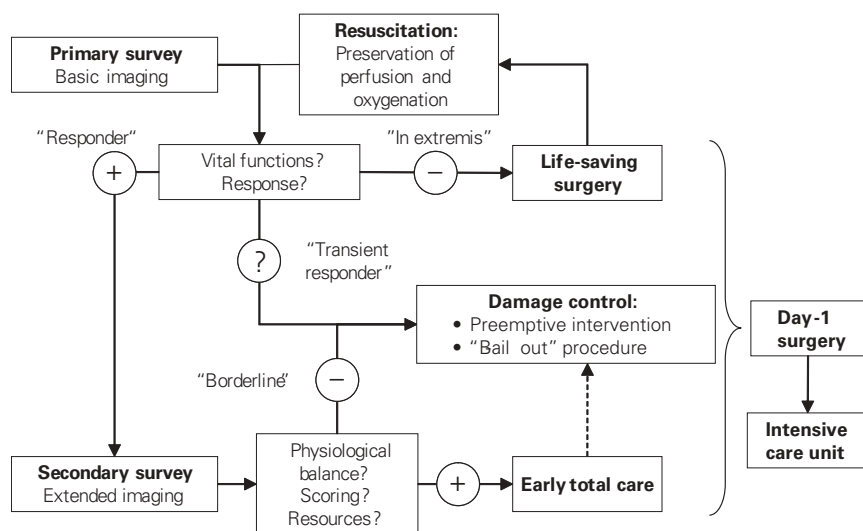 Primary survey
Basic imaging
Resuscitation:
Preservation of
perfusion and
oxygenation
“Responder“
+
Vital functions?
Response?
“In extremis”
−
Life-saving
surgery
?
“Transient
responder”
Damage control:
• Preemptive intervention
• “Bail out” procedure
Day-1
surgery
“Borderline”
−
Intensive
care unit
Secondary survey
Extended imaging
Physiological
balance?
Scoring?
Resources?
+
Early total care